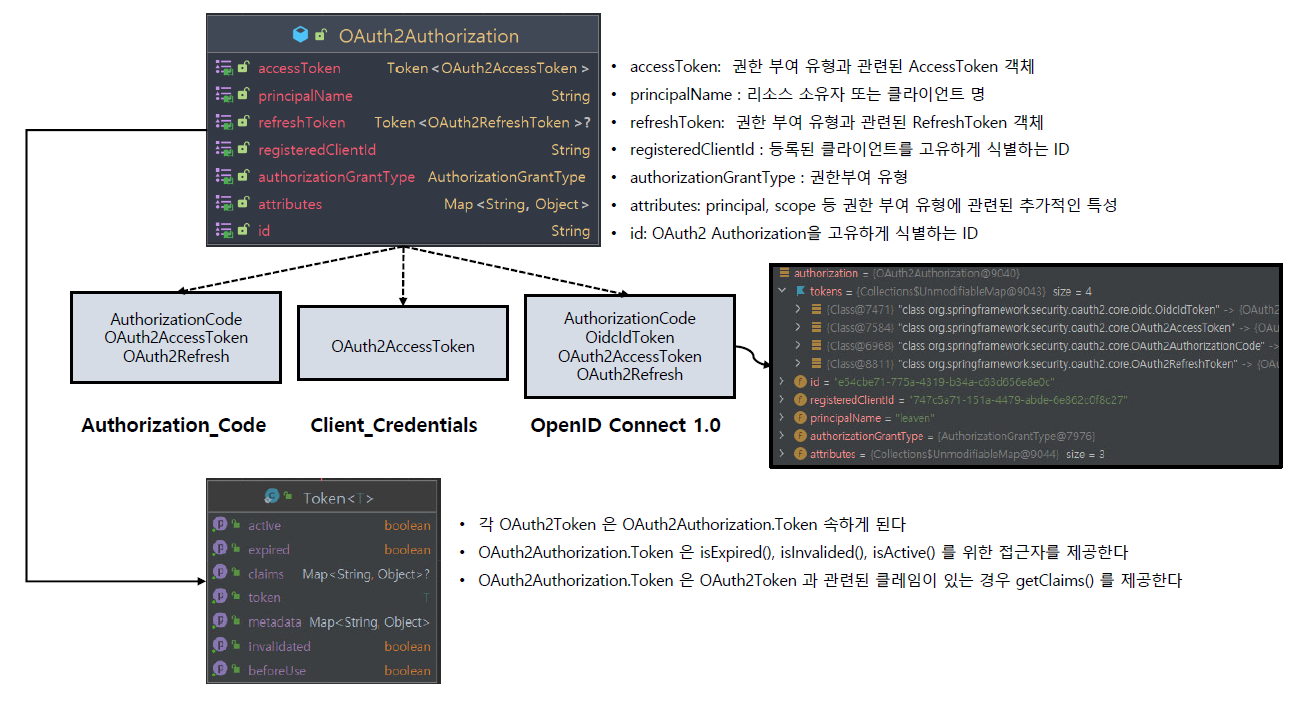 OAuth2Authorization
accessToken Token<OAuth2AccessToken>
principalName String
refreshToken Token<OAuth2RefreshToken>?
registeredClientId String
authorizationGrantType AuthorizationGrantType
attributes Map<String, Object>
id String
• accessToken: 권한 부여 유형과 관련된 AccessToken 객체
• principalName : 리소스 소유자 또는 클라이언트 명
• refreshToken: 권한 부여 유형과 관련된 RefreshToken 객체
• registeredClientId : 등록된 클라이언트를 고유하게 식별하는 ID
• authorizationGrantType : 권한부여 유형
• attributes: principal, scope 등 권한 부여 유형에 관련된 추가적인 특성
• id: OAuth2 Authorization을 고유하게 식별하는 ID
AuthorizationCode
OAuth2AccessToken
OAuth2Refresh
Authorization_Code
OAuth2AccessToken
Client_Credentials
AuthorizationCode
OidcIdToken
OAuth2AccessToken
OAuth2Refresh
OpenID Connect 1.0
authorization = {OAuth2Authorization@9040}
tokens = {Collections$UnmodifiableMap@9043} size = 4
{Class@7471} "class org.springframework.security.oauth2.core.oidc.OidcIdToken" -> {OAuth2
{Class@7584} "class org.springframework.security.oauth2.core.OAuth2AccessToken" -> {OAu
{Class@6968} "class org.springframework.security.oauth2.core.OAuth2AuthorizationCode" ->
{Class@8811} "class org.springframework.security.oauth2.core.OAuth2RefreshToken" -> {OA
id = "e54cbe71-775a-4319-b34a-c63d656e8e0c"
registeredClientId = "747c5a71-151a-4479-abde-6e862c0f8c27"
principalName = "leaven"
authorizationGrantType = {AuthorizationGrantType@7976}
attributes = {Collections$UnmodifiableMap@9044} size = 3
Token<T>
active boolean
expired boolean
claims Map<String, Object>?
token T
metadata Map<String, Object>
invalidated boolean
beforeUse boolean
• 각 OAuth2Token 은 OAuth2Authorization.Token 속하게 된다
• OAuth2Authorization.Token 은 isExpired(), isInvalided(), isActive() 를 위한 접근자를 제공한다
• OAuth2Authorization.Token 은 OAuth2Token 과 관련된 클레임이 있는 경우 getClaims() 를 제공한다